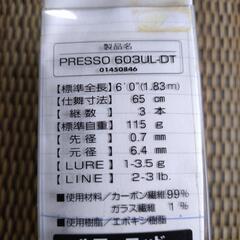 製品名
PRESSO 603UL-DT
01450846
【標準全長】 6´0″(1.83m)
【仕舞寸法】 65 cm
【継数】 3 本
【標準自重】 115 g
【先径】 0.7 mm
【元径】 6.4 mm
【LURE】 1-3.5g
【LINE】 2-3 lb.
■使用材料／カーボン繊維99%
ガラス繊維 1%
■使用樹脂／エポキシ樹脂